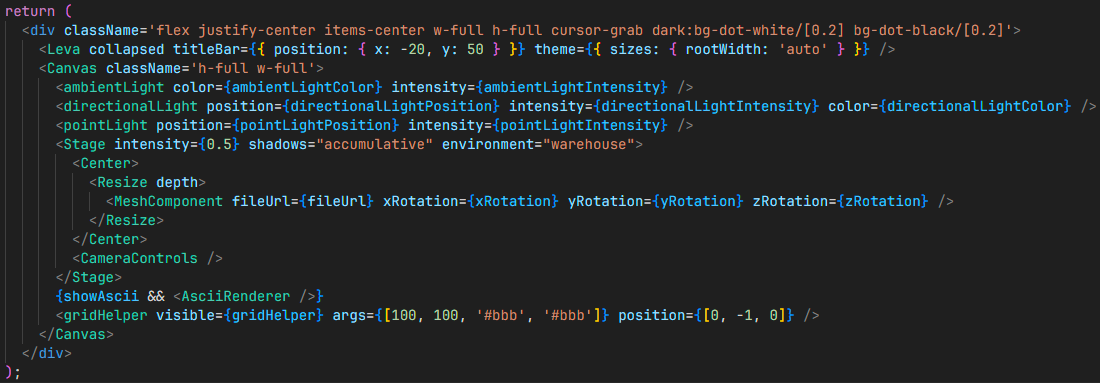 return (
<div className='flex justify-center items-center w-full h-full cursor-grab dark:bg-dot-white/[0.2] bg-dot-black/[0.2]'>
<Leva collapsed titleBar={{ position: { x: -20, y: 50 } }} theme={{ sizes: { rootWidth: 'auto' } }} />
<Canvas className='h-full w-full'>
<ambientLight color={ambientLightColor} intensity={ambientLightIntensity} />
<directionalLight position={directionalLightPosition} intensity={directionalLightIntensity} color={directionalLightColor} />
<pointLight position={pointLightPosition} intensity={pointLightIntensity} />
<Stage intensity={0.5} shadows="accumulative" environment="warehouse">
<Center>
<Resize depth>
<MeshComponent fileUrl={fileUrl} xRotation={xRotation} yRotation={yRotation} zRotation={zRotation} />
</Resize>
</Center>
<CameraControls />
</Stage>
{showAscii && <AsciiRenderer />}
<gridHelper visible={gridHelper} args={[100, 100, '#bbb', '#bbb']} position={[0, -1, 0]} />
</Canvas>
</div>
);